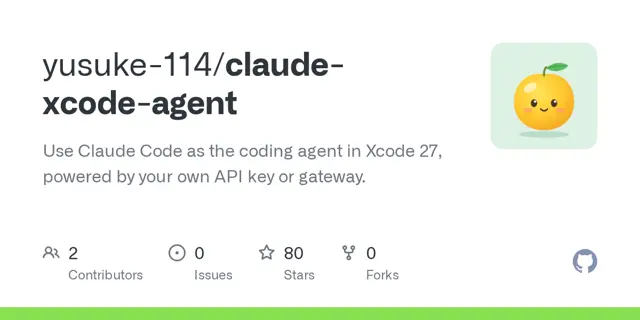 yusuke-114/claude-
xcode-agent
Use Claude Code as the coding agent in Xcode 27,
powered by your own API key or gateway.
2 0 80 0
Contributors Issues Stars Forks